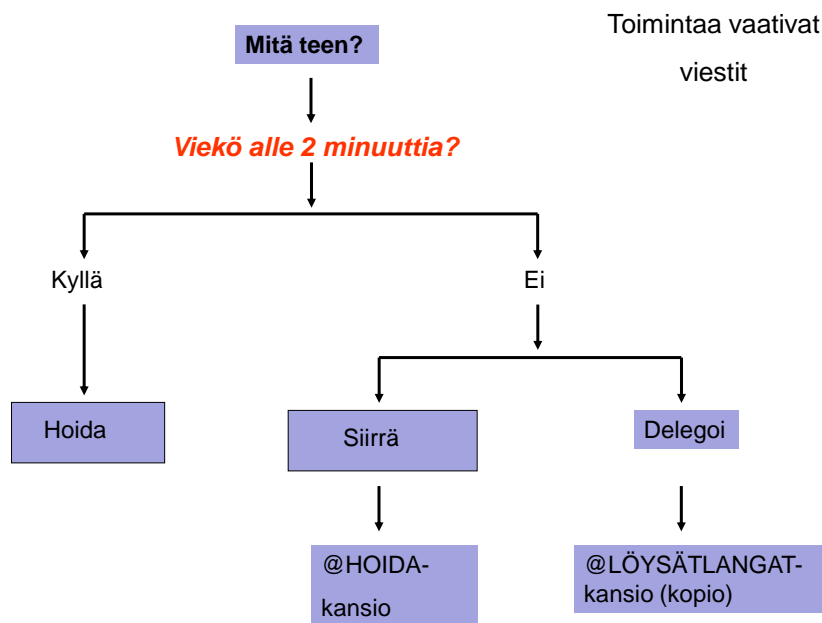 Toimintaa vaativat
viestit
Mitä teen?
Viekö alle 2 minuuttia?
Kyllä
Ei
Hoida
Siirrä
Delegoi
@HOIDA-
kansio
@LÖYSÄTLANGAT-
kansio (kopio)